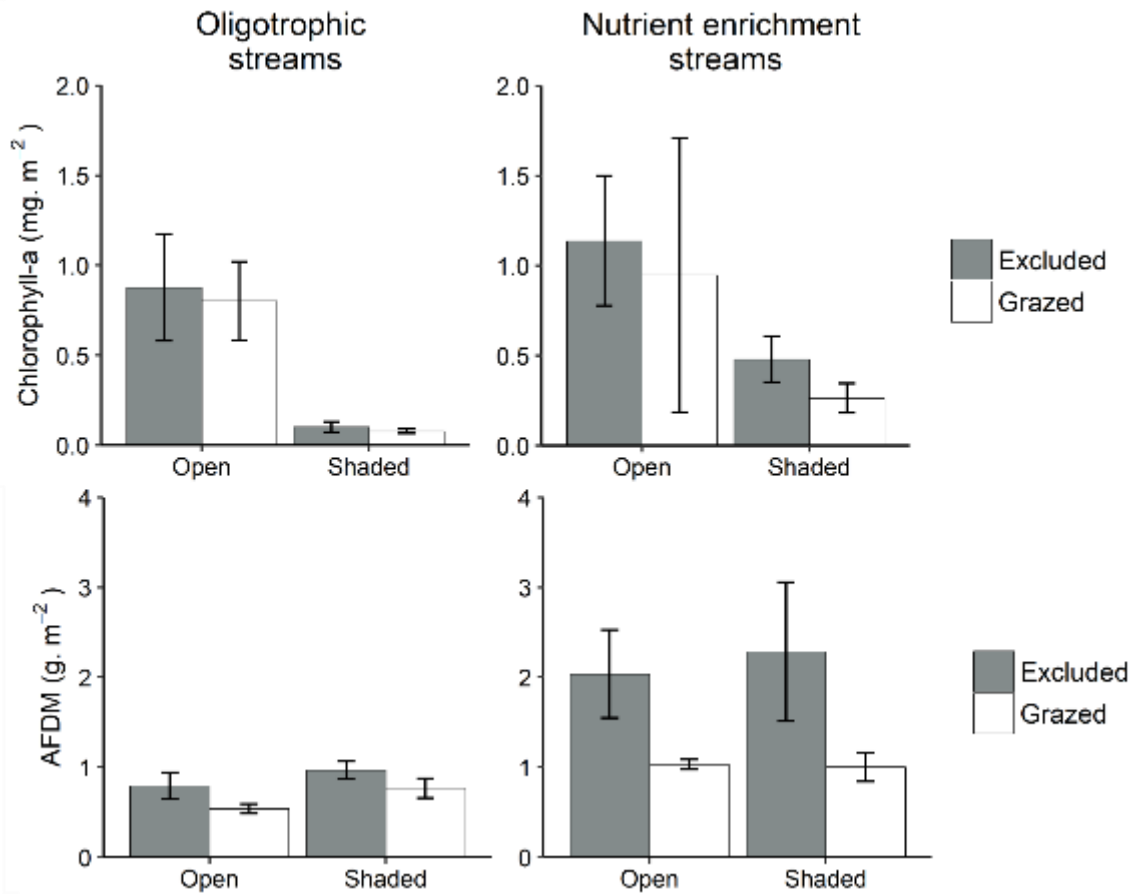 Oligotrophic
streams
Nutrient enrichment
streams
Chlorophyll-a (mg. m ²)
2.0
1.5
1.0
0.5
0.0
Open Shaded
2.0
1.5
1.0
0.5
0.0
Open Shaded
Excluded
Grazed
AFDM (g. m⁻²)
4
3
2
1
0
Open Shaded
4
3
2
1
0
Open Shaded
Excluded
Grazed